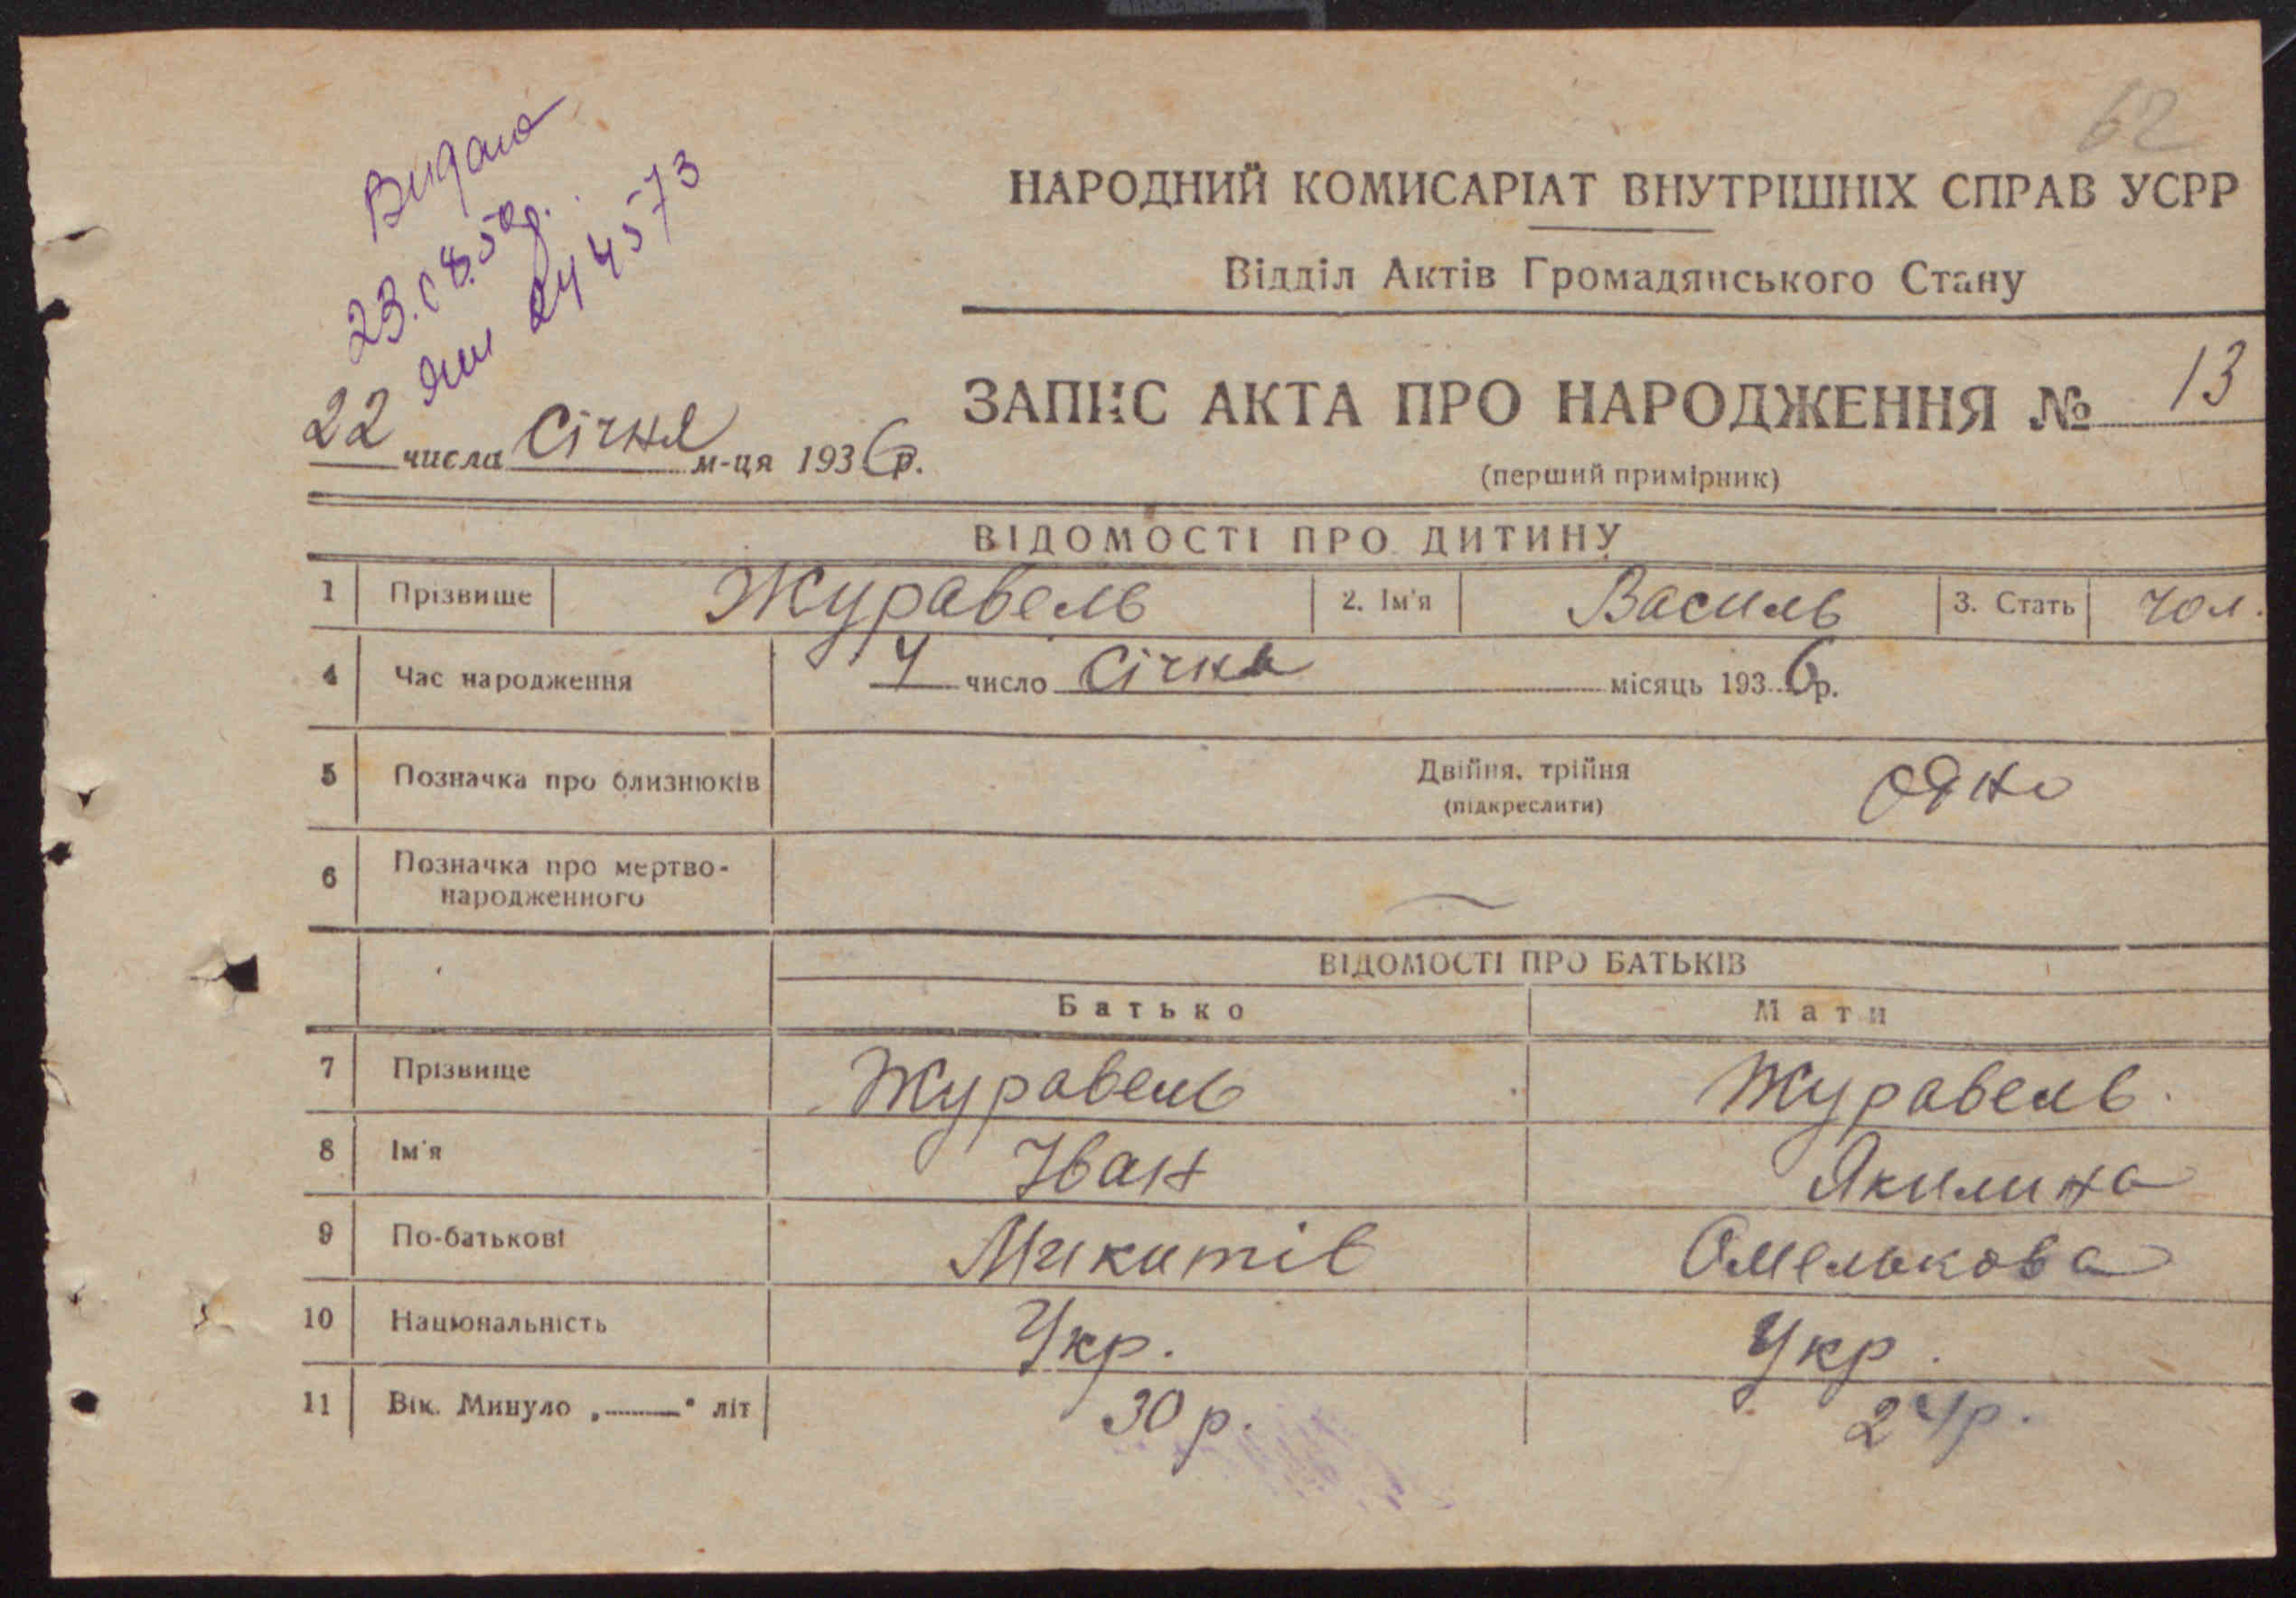 62
Видано
23.08.50р.
244573
НАРОДНИЙ КОМИСАРІАТ ВНУТРІШНІХ СПРАВ УСРР
Відділ Актів Громадянського Стану
ЗАПИС АКТА ПРО НАРОДЖЕННЯ № 13
(перший примірник)
22 числа Січня м-ця 1936 р.
ВІДОМОСТІ ПРО ДИТИНУ
1 Прізвище Журавель 2. Ім'я Василь 3. Стать чол.
4 Час народження 4 число Січня місяць 1936 р.
5 Позначка про близнюків Двійня, трійня одно
(підкреслити)
6 Позначка про мертво-
народженного —
ВІДОМОСТІ ПРО БАТЬКІВ
Батько Мати
7 Прізвище Журавель Журавель.
8 Ім'я Іван Якилина
9 По-батькові Микитів Омелькова
10 Національність Укр. Укр.
11 Вік. Минуло „——“ літ 30 р. 24р.